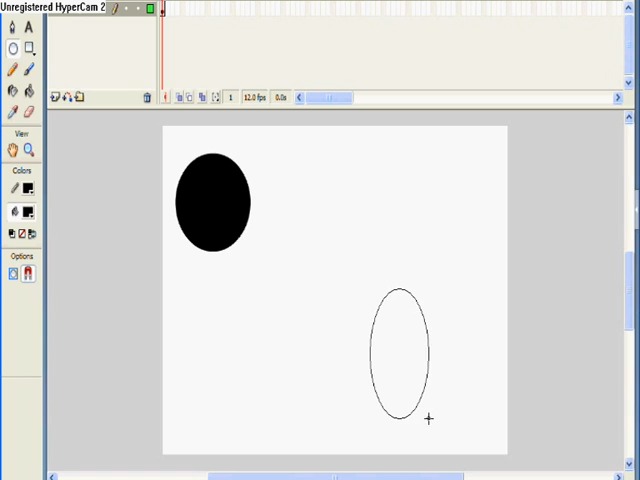 Unregistered HyperCam 2
A
1
12.0 fps
0.0s
View
Colors
Options